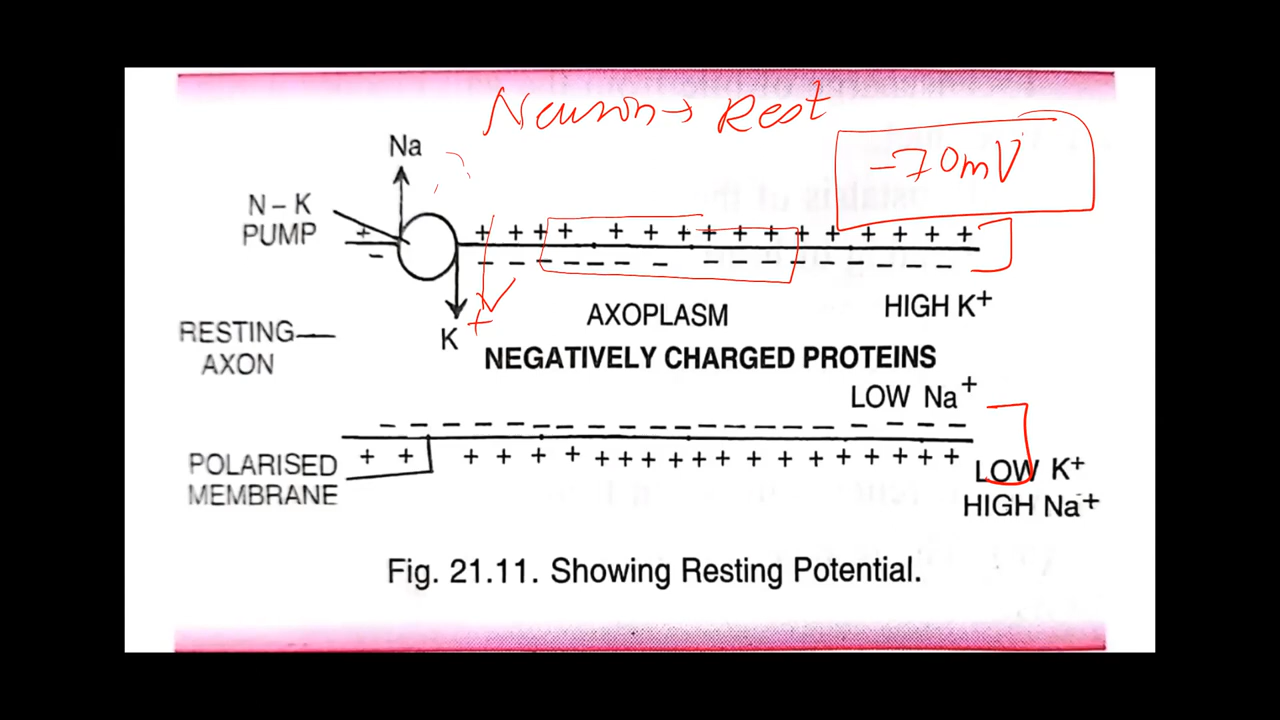 Neuron → Rest
-70mV
Na
N – K
PUMP
+ + + + + + + + + + + + + + + +
– – – – – – – – – – – – – –
K +
AXOPLASM
HIGH K+
RESTING
AXON
NEGATIVELY CHARGED PROTEINS
LOW Na+
POLARISED
MEMBRANE
LOW K+
HIGH Na+
Fig. 21.11. Showing Resting Potential.